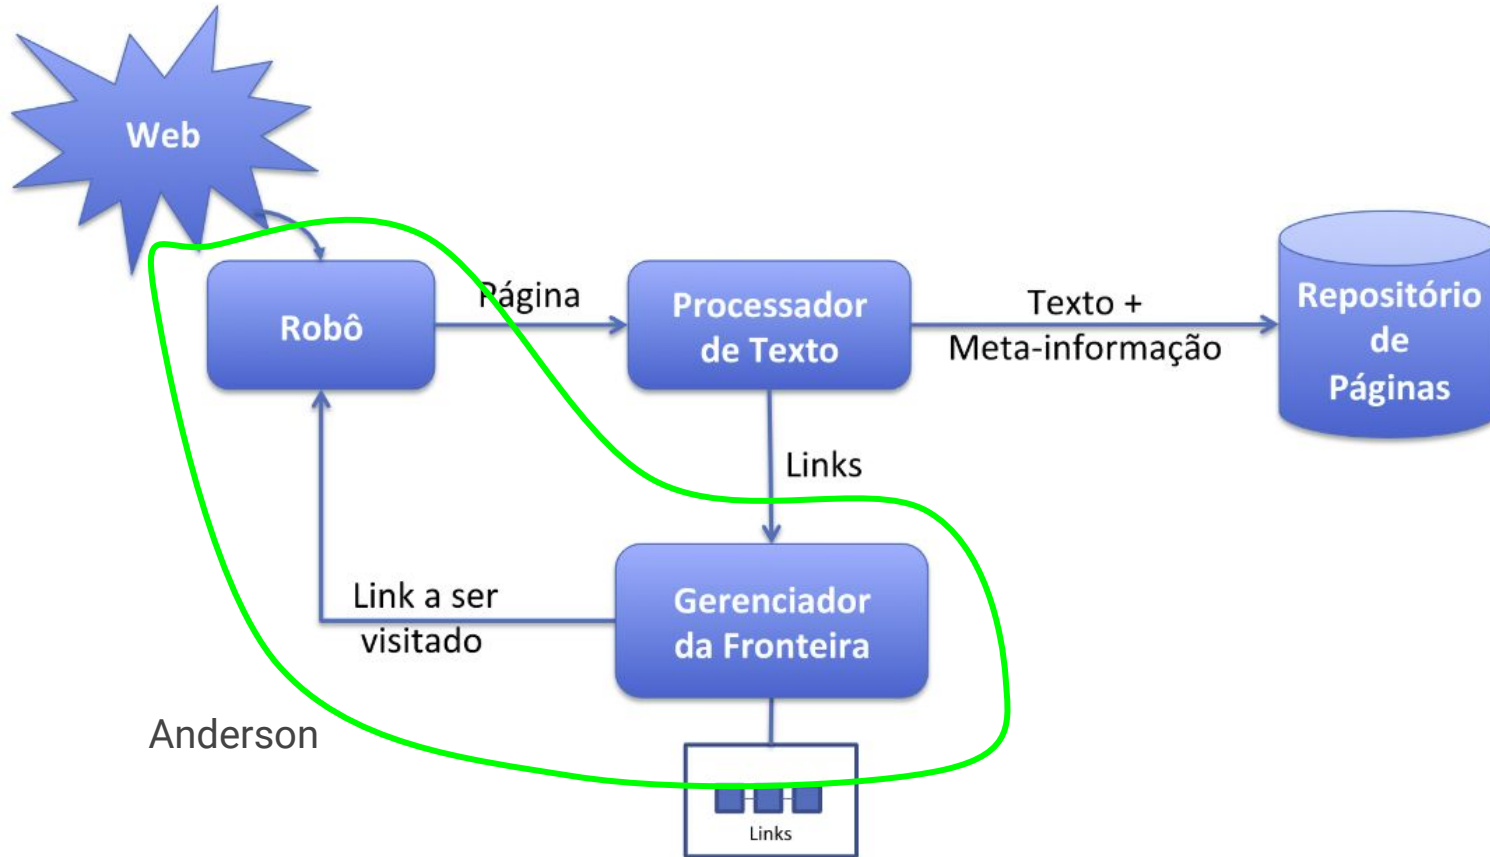 Web
Robô
Página
Processador
de Texto
Texto +
Meta-informação
Repositório
de
Páginas
Links
Link a ser
visitado
Gerenciador
da Fronteira
Anderson
Links